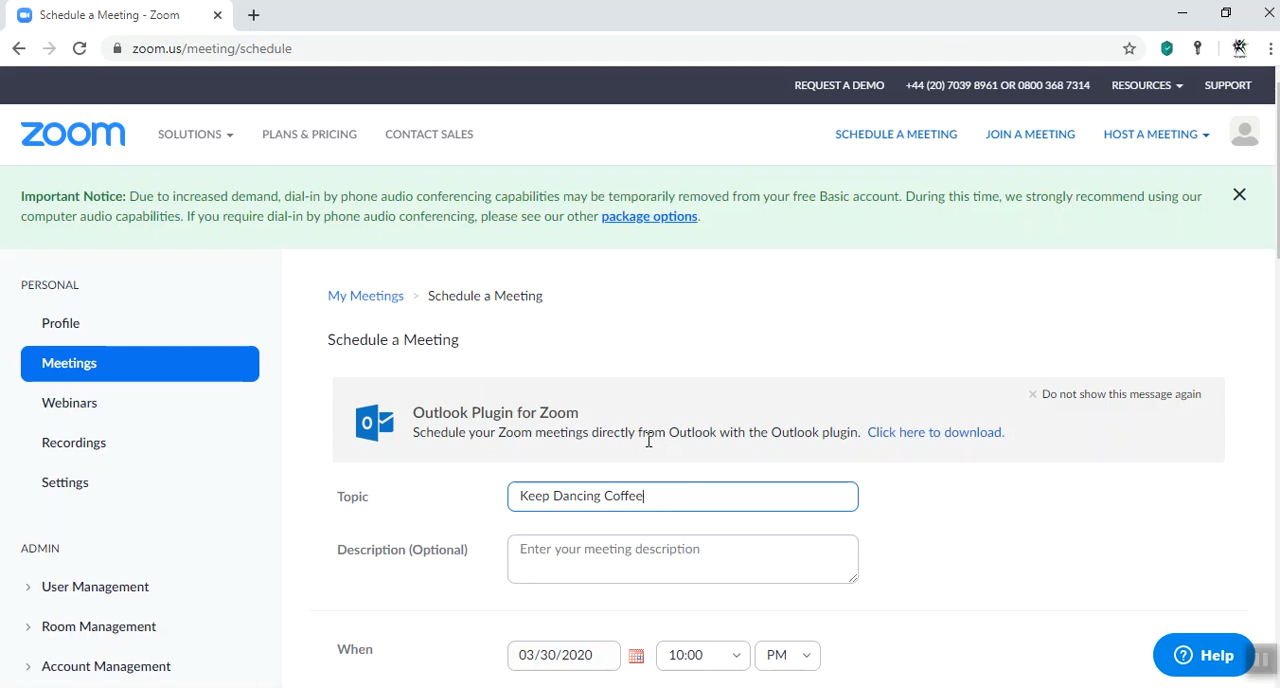 Schedule a Meeting - Zoom
zoom.us/meeting/schedule
REQUEST A DEMO +44 (20) 7039 8961 OR 0800 368 7314 RESOURCES SUPPORT
zoom SOLUTIONS PLANS & PRICING CONTACT SALES SCHEDULE A MEETING JOIN A MEETING HOST A MEETING
Important Notice: Due to increased demand, dial-in by phone audio conferencing capabilities may be temporarily removed from your free Basic account. During this time, we strongly recommend using our
computer audio capabilities. If you require dial-in by phone audio conferencing, please see our other package options.
PERSONAL
Profile
Meetings
Webinars
Recordings
Settings
ADMIN
> User Management
> Room Management
> Account Management
My Meetings > Schedule a Meeting
Schedule a Meeting
× Do not show this message again
Outlook Plugin for Zoom
Schedule your Zoom meetings directly from Outlook with the Outlook plugin. Click here to download.
Topic Keep Dancing Coffee
Description (Optional) Enter your meeting description
When 03/30/2020 10:00 PM
Help